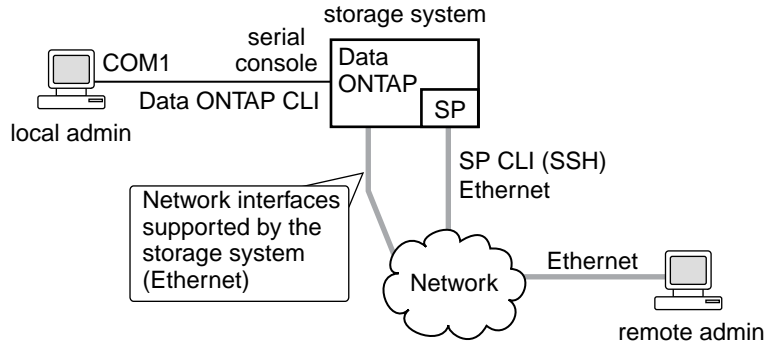 storage system
serial
console
COM1
Data
ONTAP
Data ONTAP CLI
SP
local admin
SP CLI (SSH)
Ethernet
Network interfaces
supported by the
storage system
(Ethernet)
Network
Ethernet
remote admin